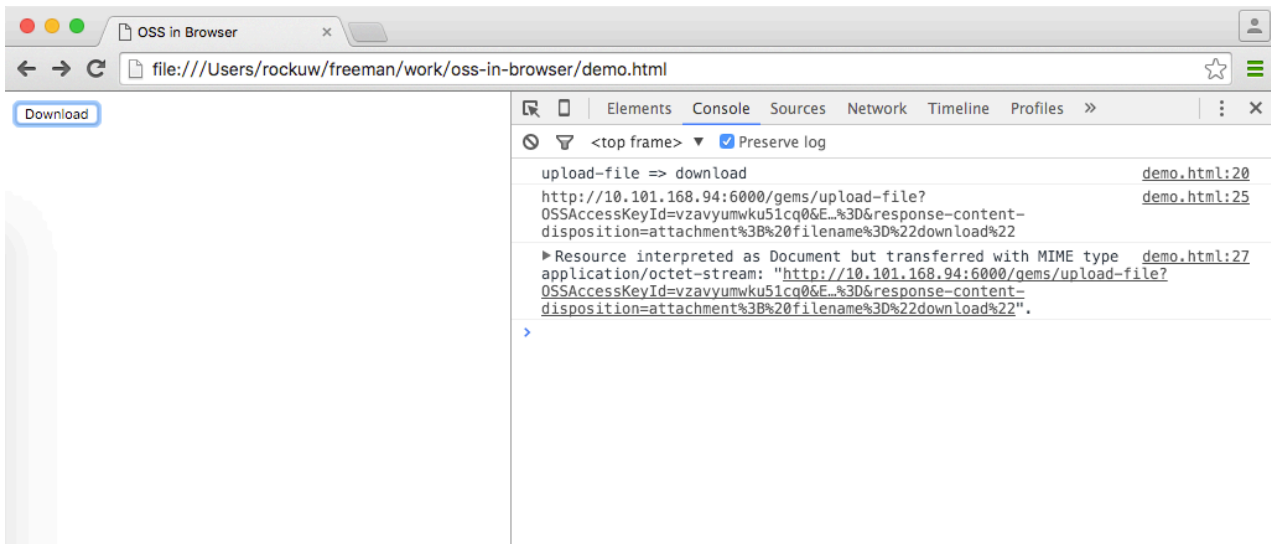 OSS in Browser
file:///Users/rockuw/freeman/work/oss-in-browser/demo.html
Download
Elements Console Sources Network Timeline Profiles »
<top frame> ▼ Preserve log
upload-file => download demo.html:20
http://10.101.168.94:6000/gems/upload-file? demo.html:25
OSSAccessKeyId=vzavyumwku51cq0&E…%3D&response-content-
disposition=attachment%3B%20filename%3D%22download%22
Resource interpreted as Document but transferred with MIME type demo.html:27
application/octet-stream: "http://10.101.168.94:6000/gems/upload-file?
OSSAccessKeyId=vzavyumwku51cq0&E…%3D&response-content-
disposition=attachment%3B%20filename%3D%22download%22".